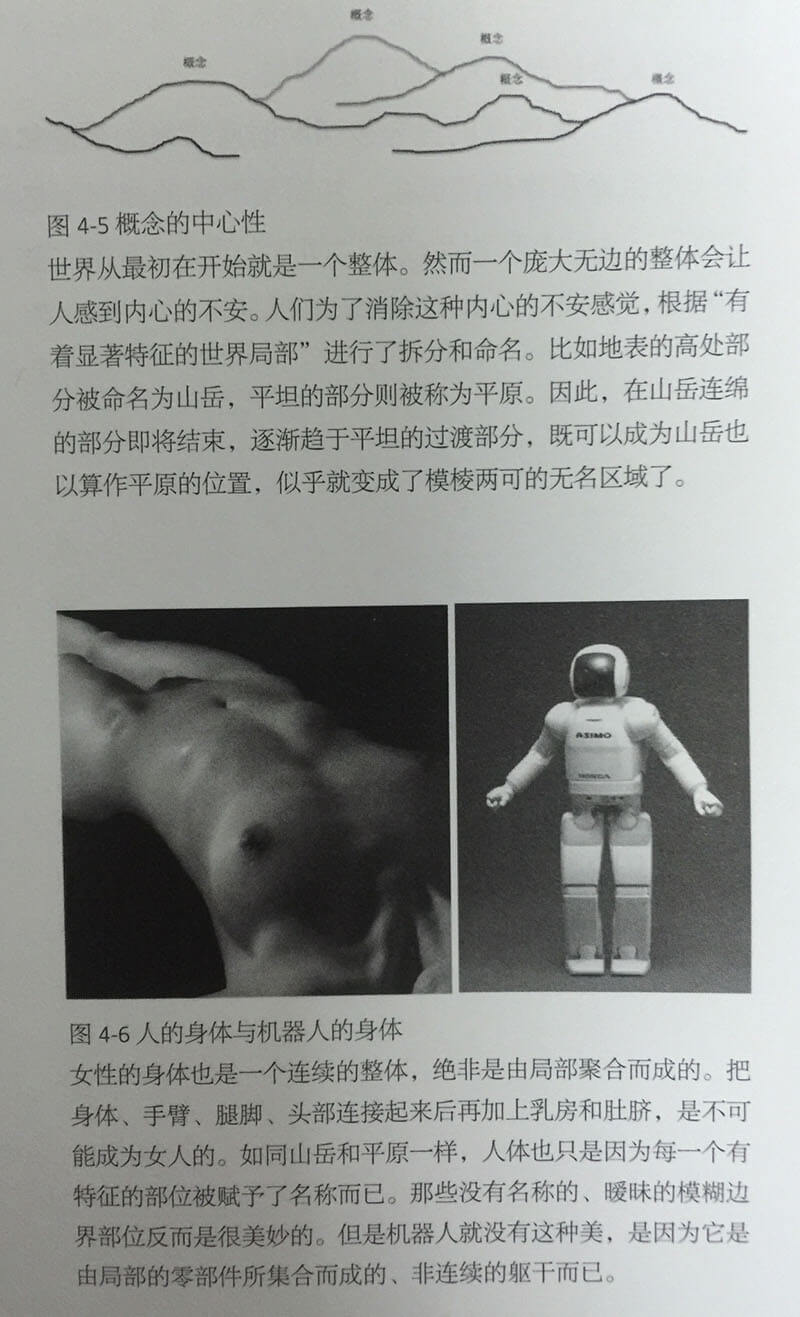 概念
概念
概念
概念
概念
图 4-5 概念的中心性
世界从最初在开始就是一个整体。然而一个庞大无边的整体会让
人感到内心的不安。人们为了消除这种内心的不安感觉，根据“有
着显著特征的世界局部”进行了拆分和命名。比如地表的高处部
分被命名为山岳，平坦的部分则被称为平原。因此，在山岳连绵
的部分即将结束，逐渐趋于平坦的过渡部分，既可以成为山岳也
以算作平原的位置，似乎就变成了模棱两可的无名区域了。
ASIMO
HONDA
图 4-6 人的身体与机器人的身体
女性的身体也是一个连续的整体，绝非是由局部聚合而成的。把
身体、手臂、腿脚、头部连接起来后再加上乳房和肚脐，是不可
能成为女人的。如同山岳和平原一样，人体也只是因为每一个有
特征的部位被赋予了名称而已。那些没有名称的、暧昧的模糊边
界部位反而是很美妙的。但是机器人就没有这种美，是因为它是
由局部的零部件所集合而成的、非连续的躯干而已。